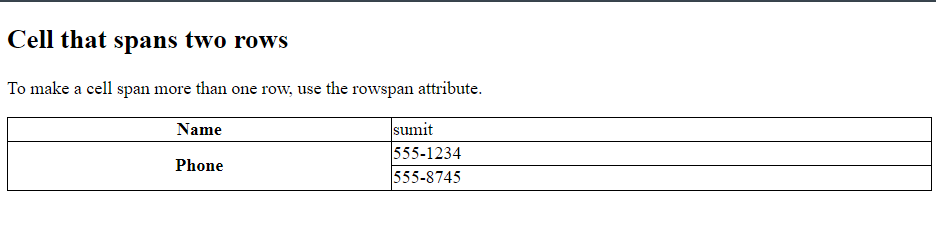 Cell that spans two rows
To make a cell span more than one row, use the rowspan attribute.
Name sumit
Phone 555-1234
555-8745